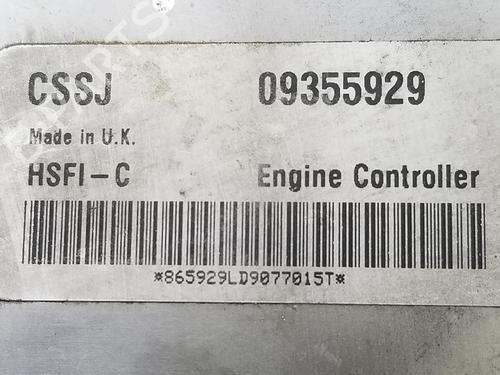 CSSJ 09355929
Made in U.K.
HSFI-C Engine Controller
*865929LD9077015T*